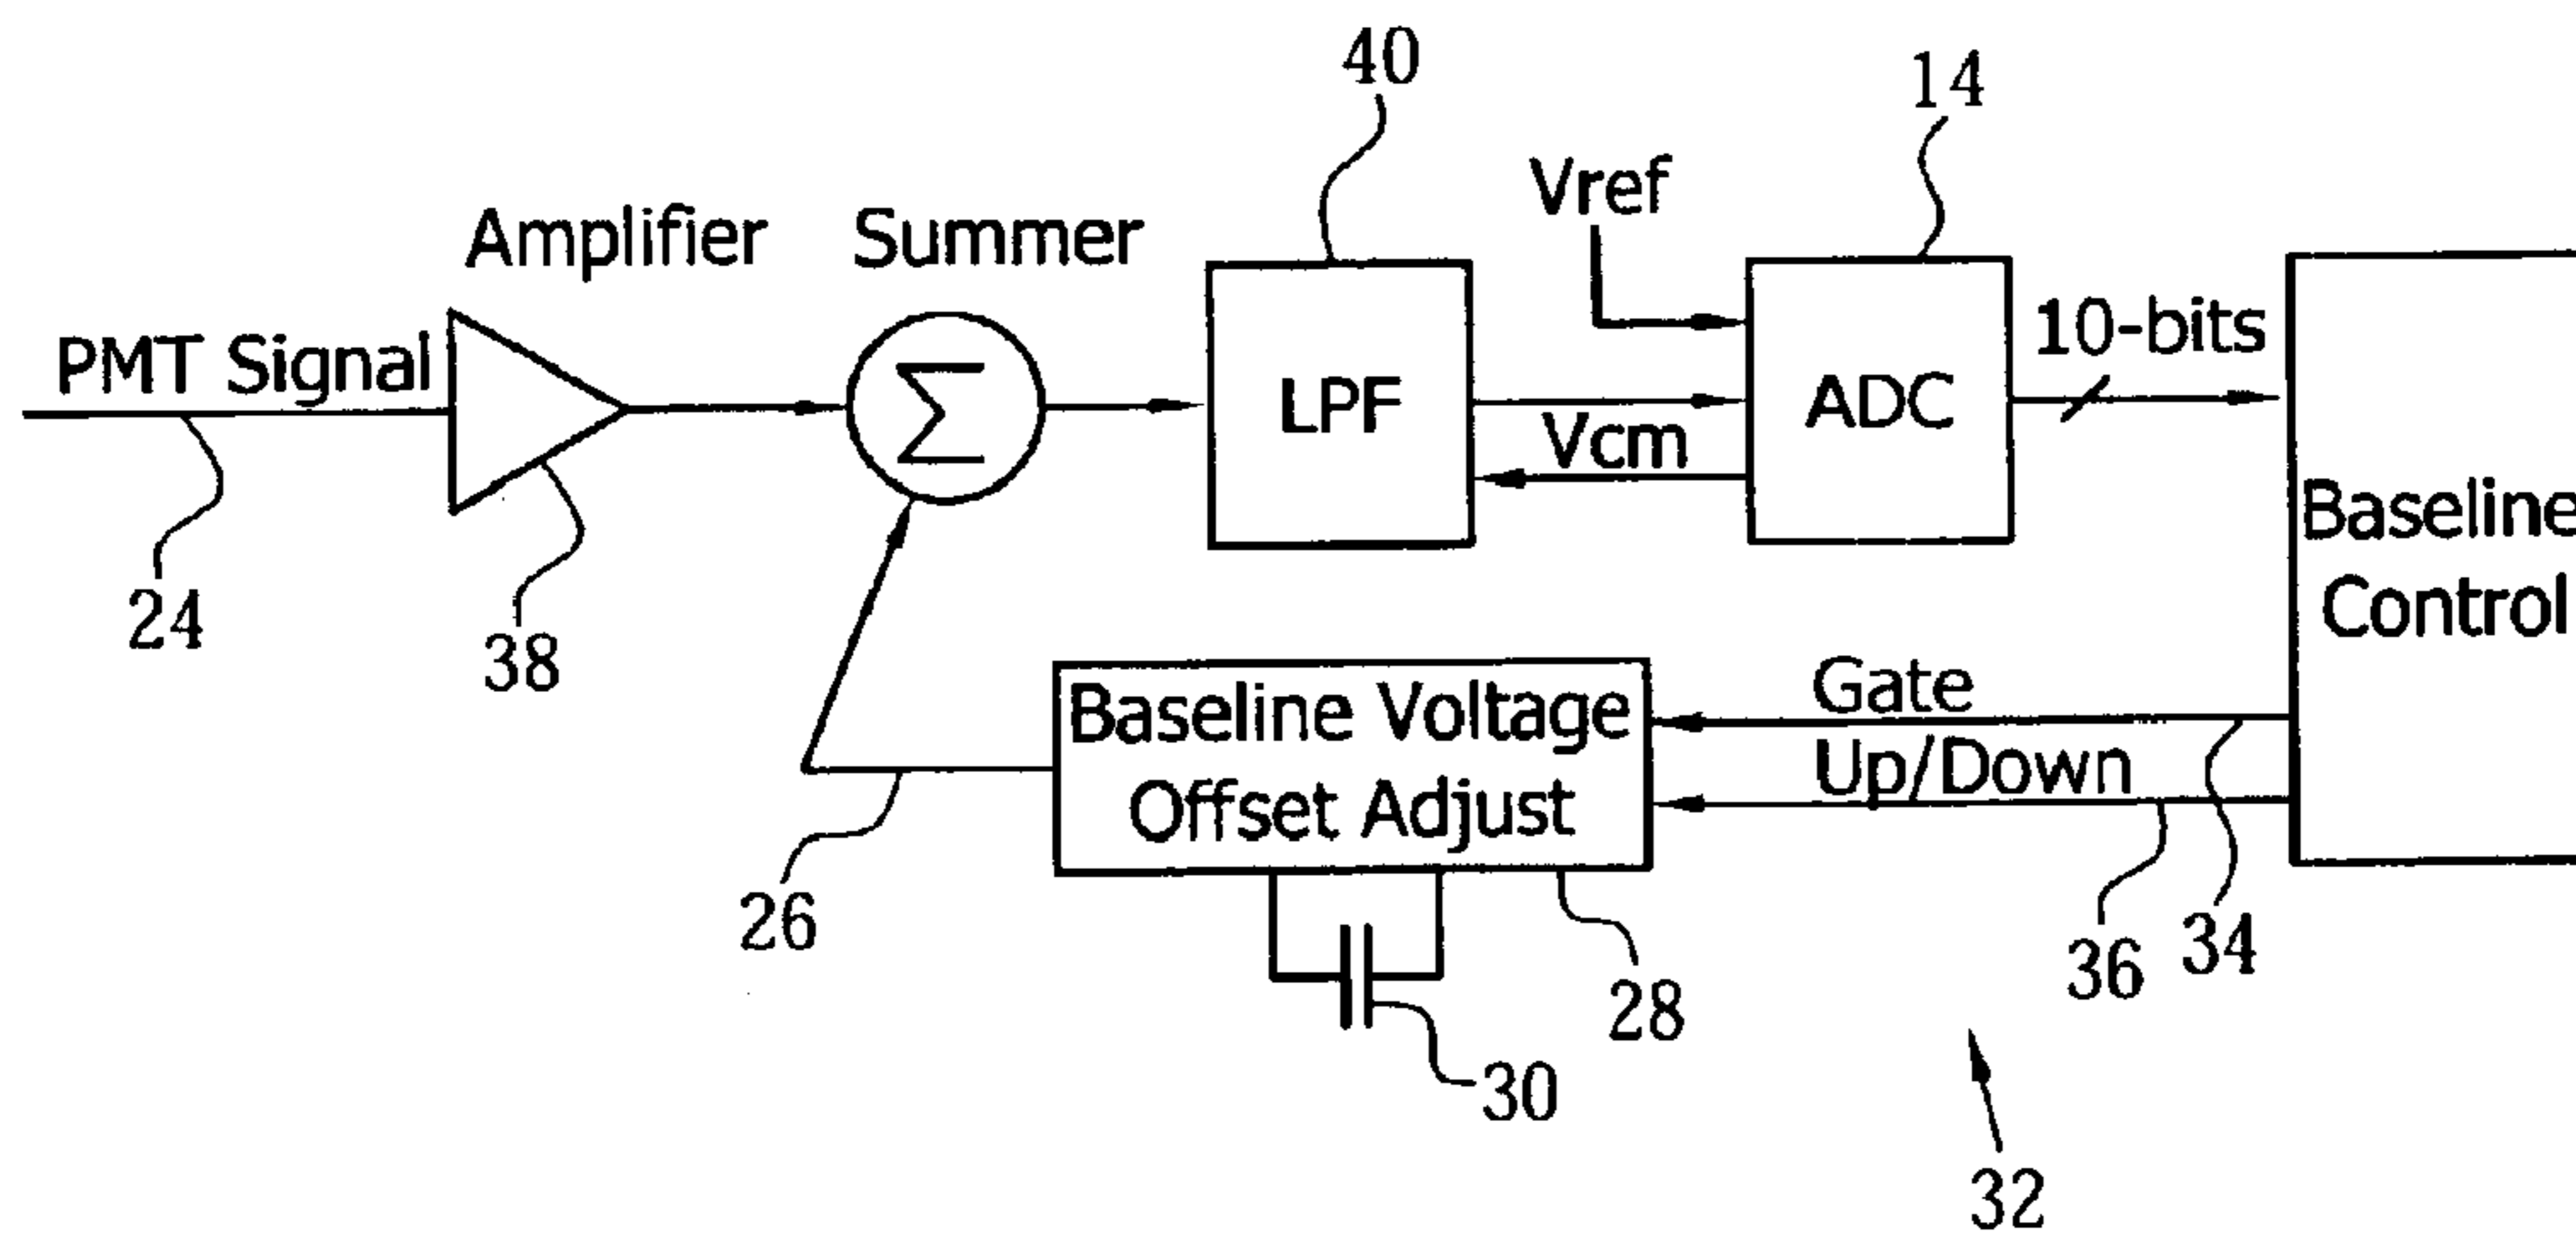 40
14
Vref
Amplifier
Summer
PMT Signal
Σ
LPF
Vcm
ADC
10-bits
Baseline
Control
24
38
Baseline Voltage
Offset Adjust
Gate
Up/Down
26
28
30
36
34
32